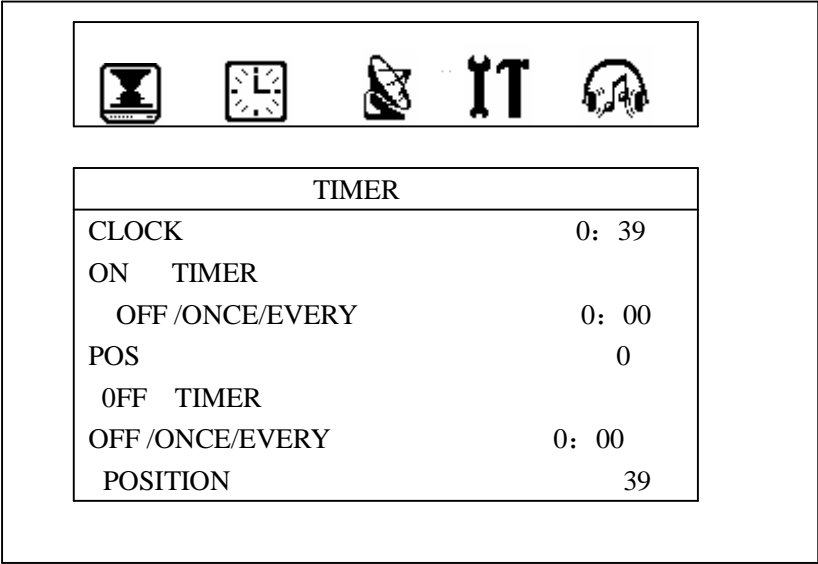 TIMER
CLOCK 0：39
ON TIMER
OFF /ONCE/EVERY 0：00
POS 0
0FF TIMER
OFF /ONCE/EVERY 0：00
POSITION 39